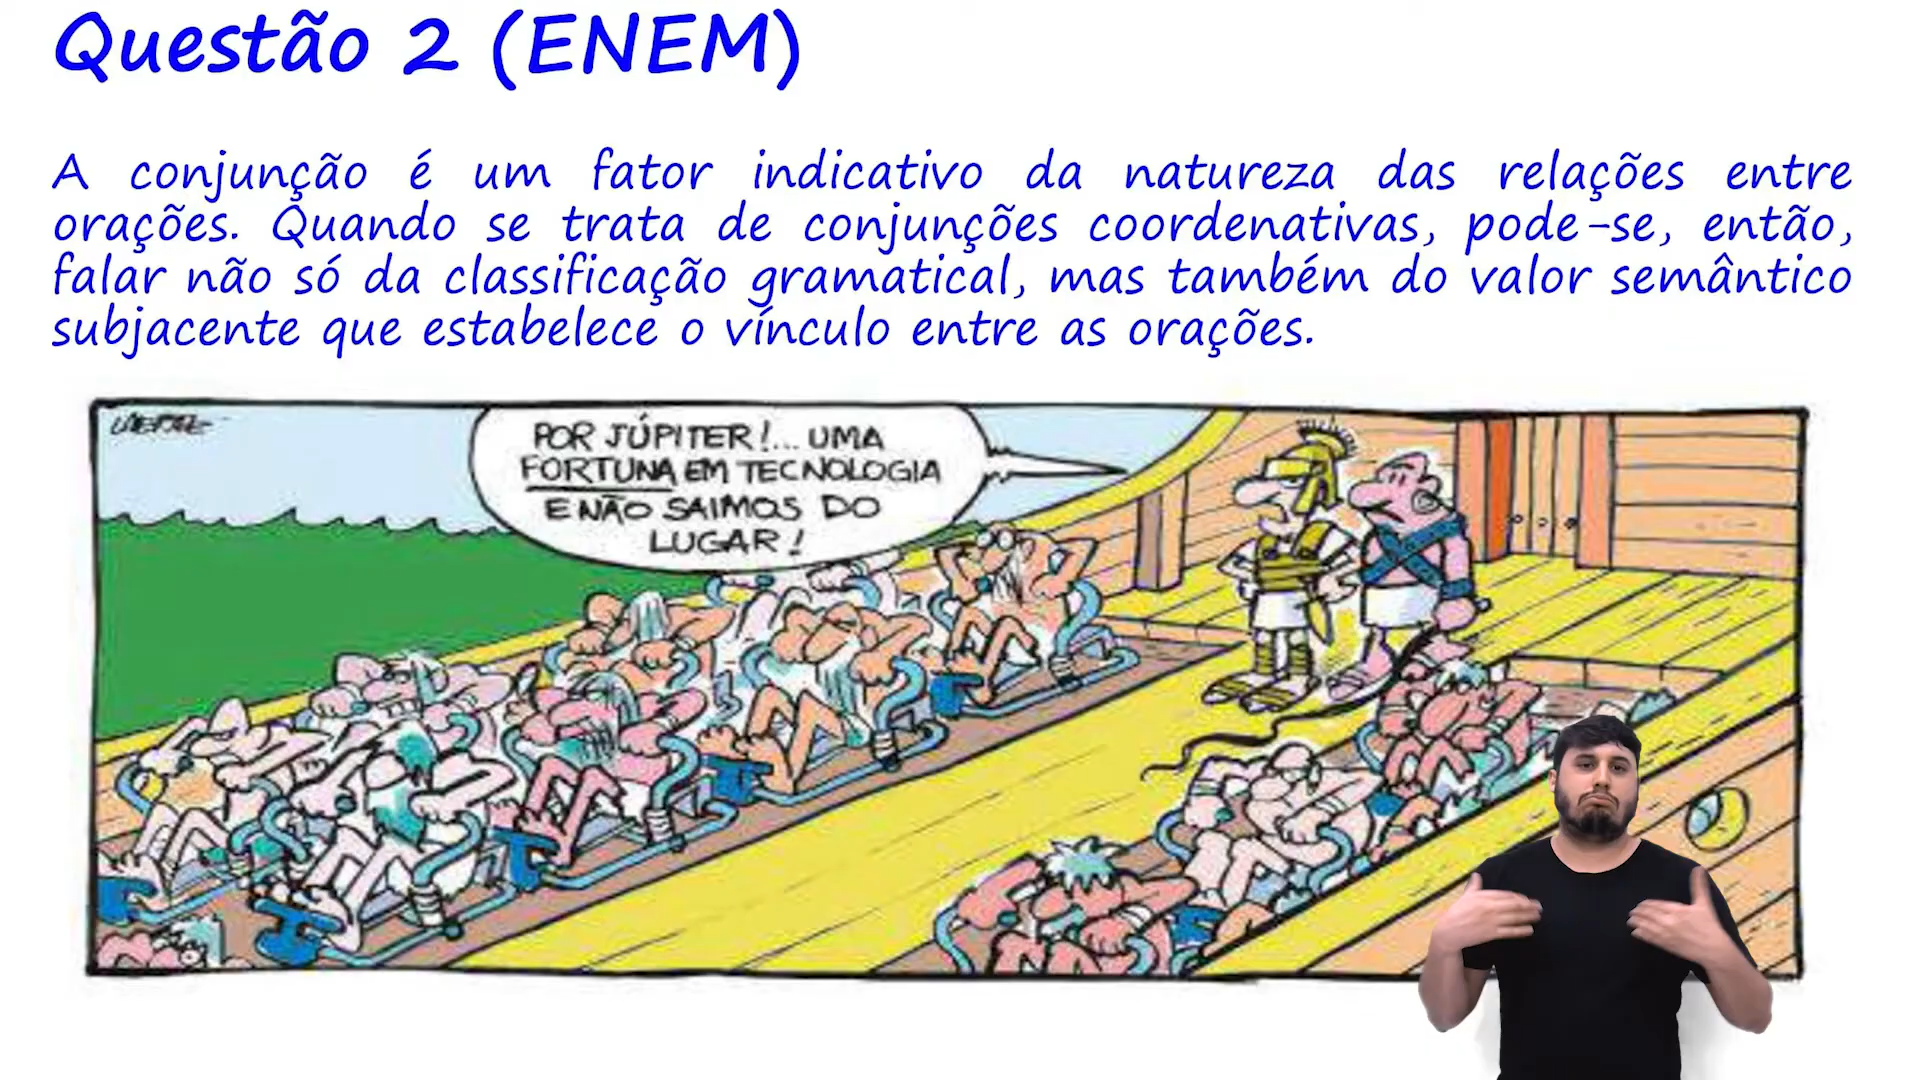 Questão 2 (ENEM)
A conjunção é um fator indicativo da natureza das relações entre
orações. Quando se trata de conjunções coordenativas, pode-se, então,
falar não só da classificação gramatical, mas também do valor semântico
subjacente que estabelece o vínculo entre as orações.
LAERTE
POR JÚPITER!... UMA
FORTUNA EM TECNOLOGIA
E NÃO SAIMOS DO
LUGAR!